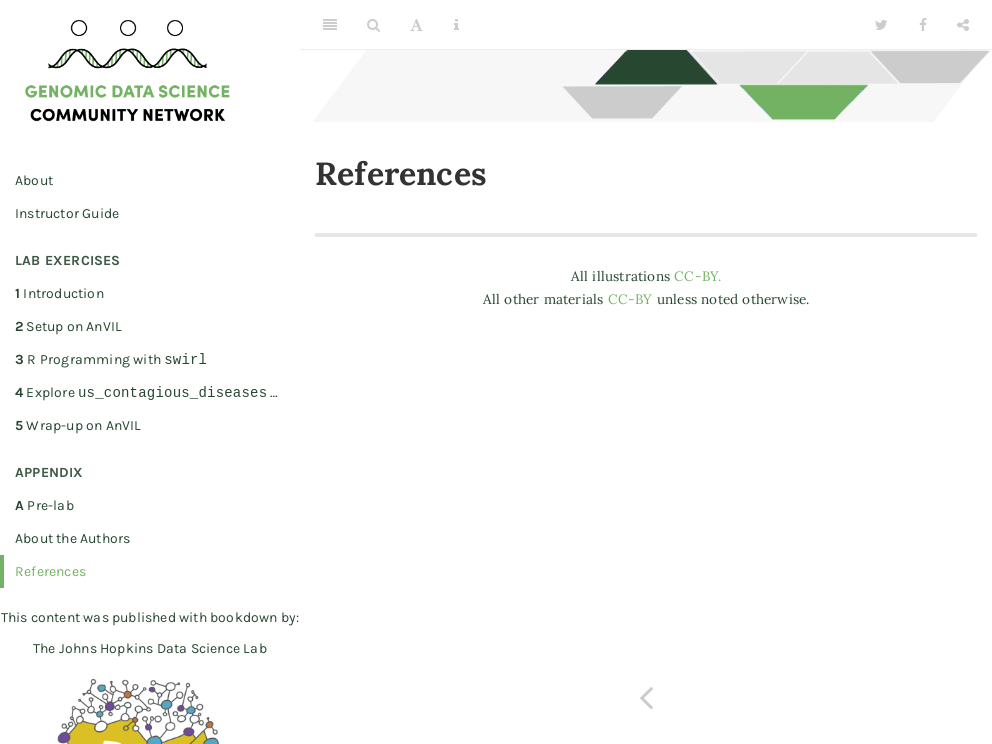 GENOMIC DATA SCIENCE
COMMUNITY NETWORK
About
Instructor Guide
LAB EXERCISES
1 Introduction
2 Setup on AnVIL
3 R Programming with swirl
4 Explore us_contagious_diseases …
5 Wrap-up on AnVIL
APPENDIX
A Pre-lab
About the Authors
References
This content was published with bookdown by:
The Johns Hopkins Data Science Lab
References
All illustrations CC-BY.
All other materials CC-BY unless noted otherwise.